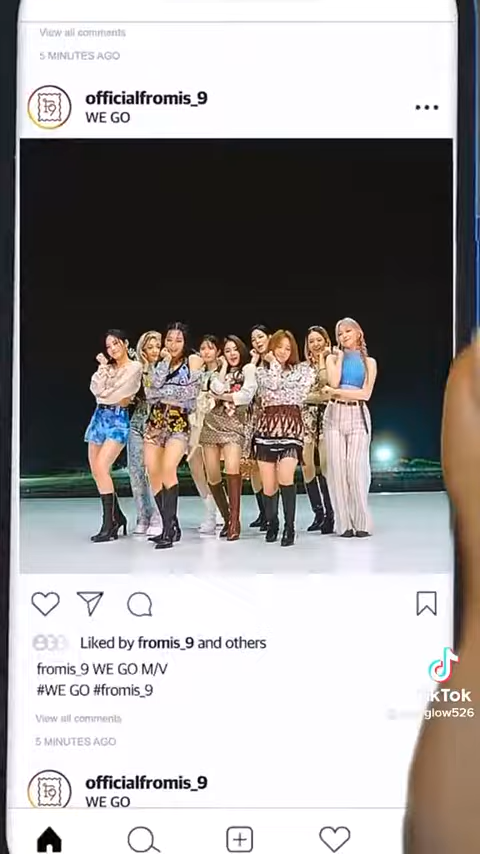 View all comments
5 MINUTES AGO
officialfromis_9
WE GO
Liked by fromis_9 and others
fromis_9 WE GO M/V
#WE GO #fromis_9
View all comments
5 MINUTES AGO
TikTok
glow526
officialfromis_9
WE GO